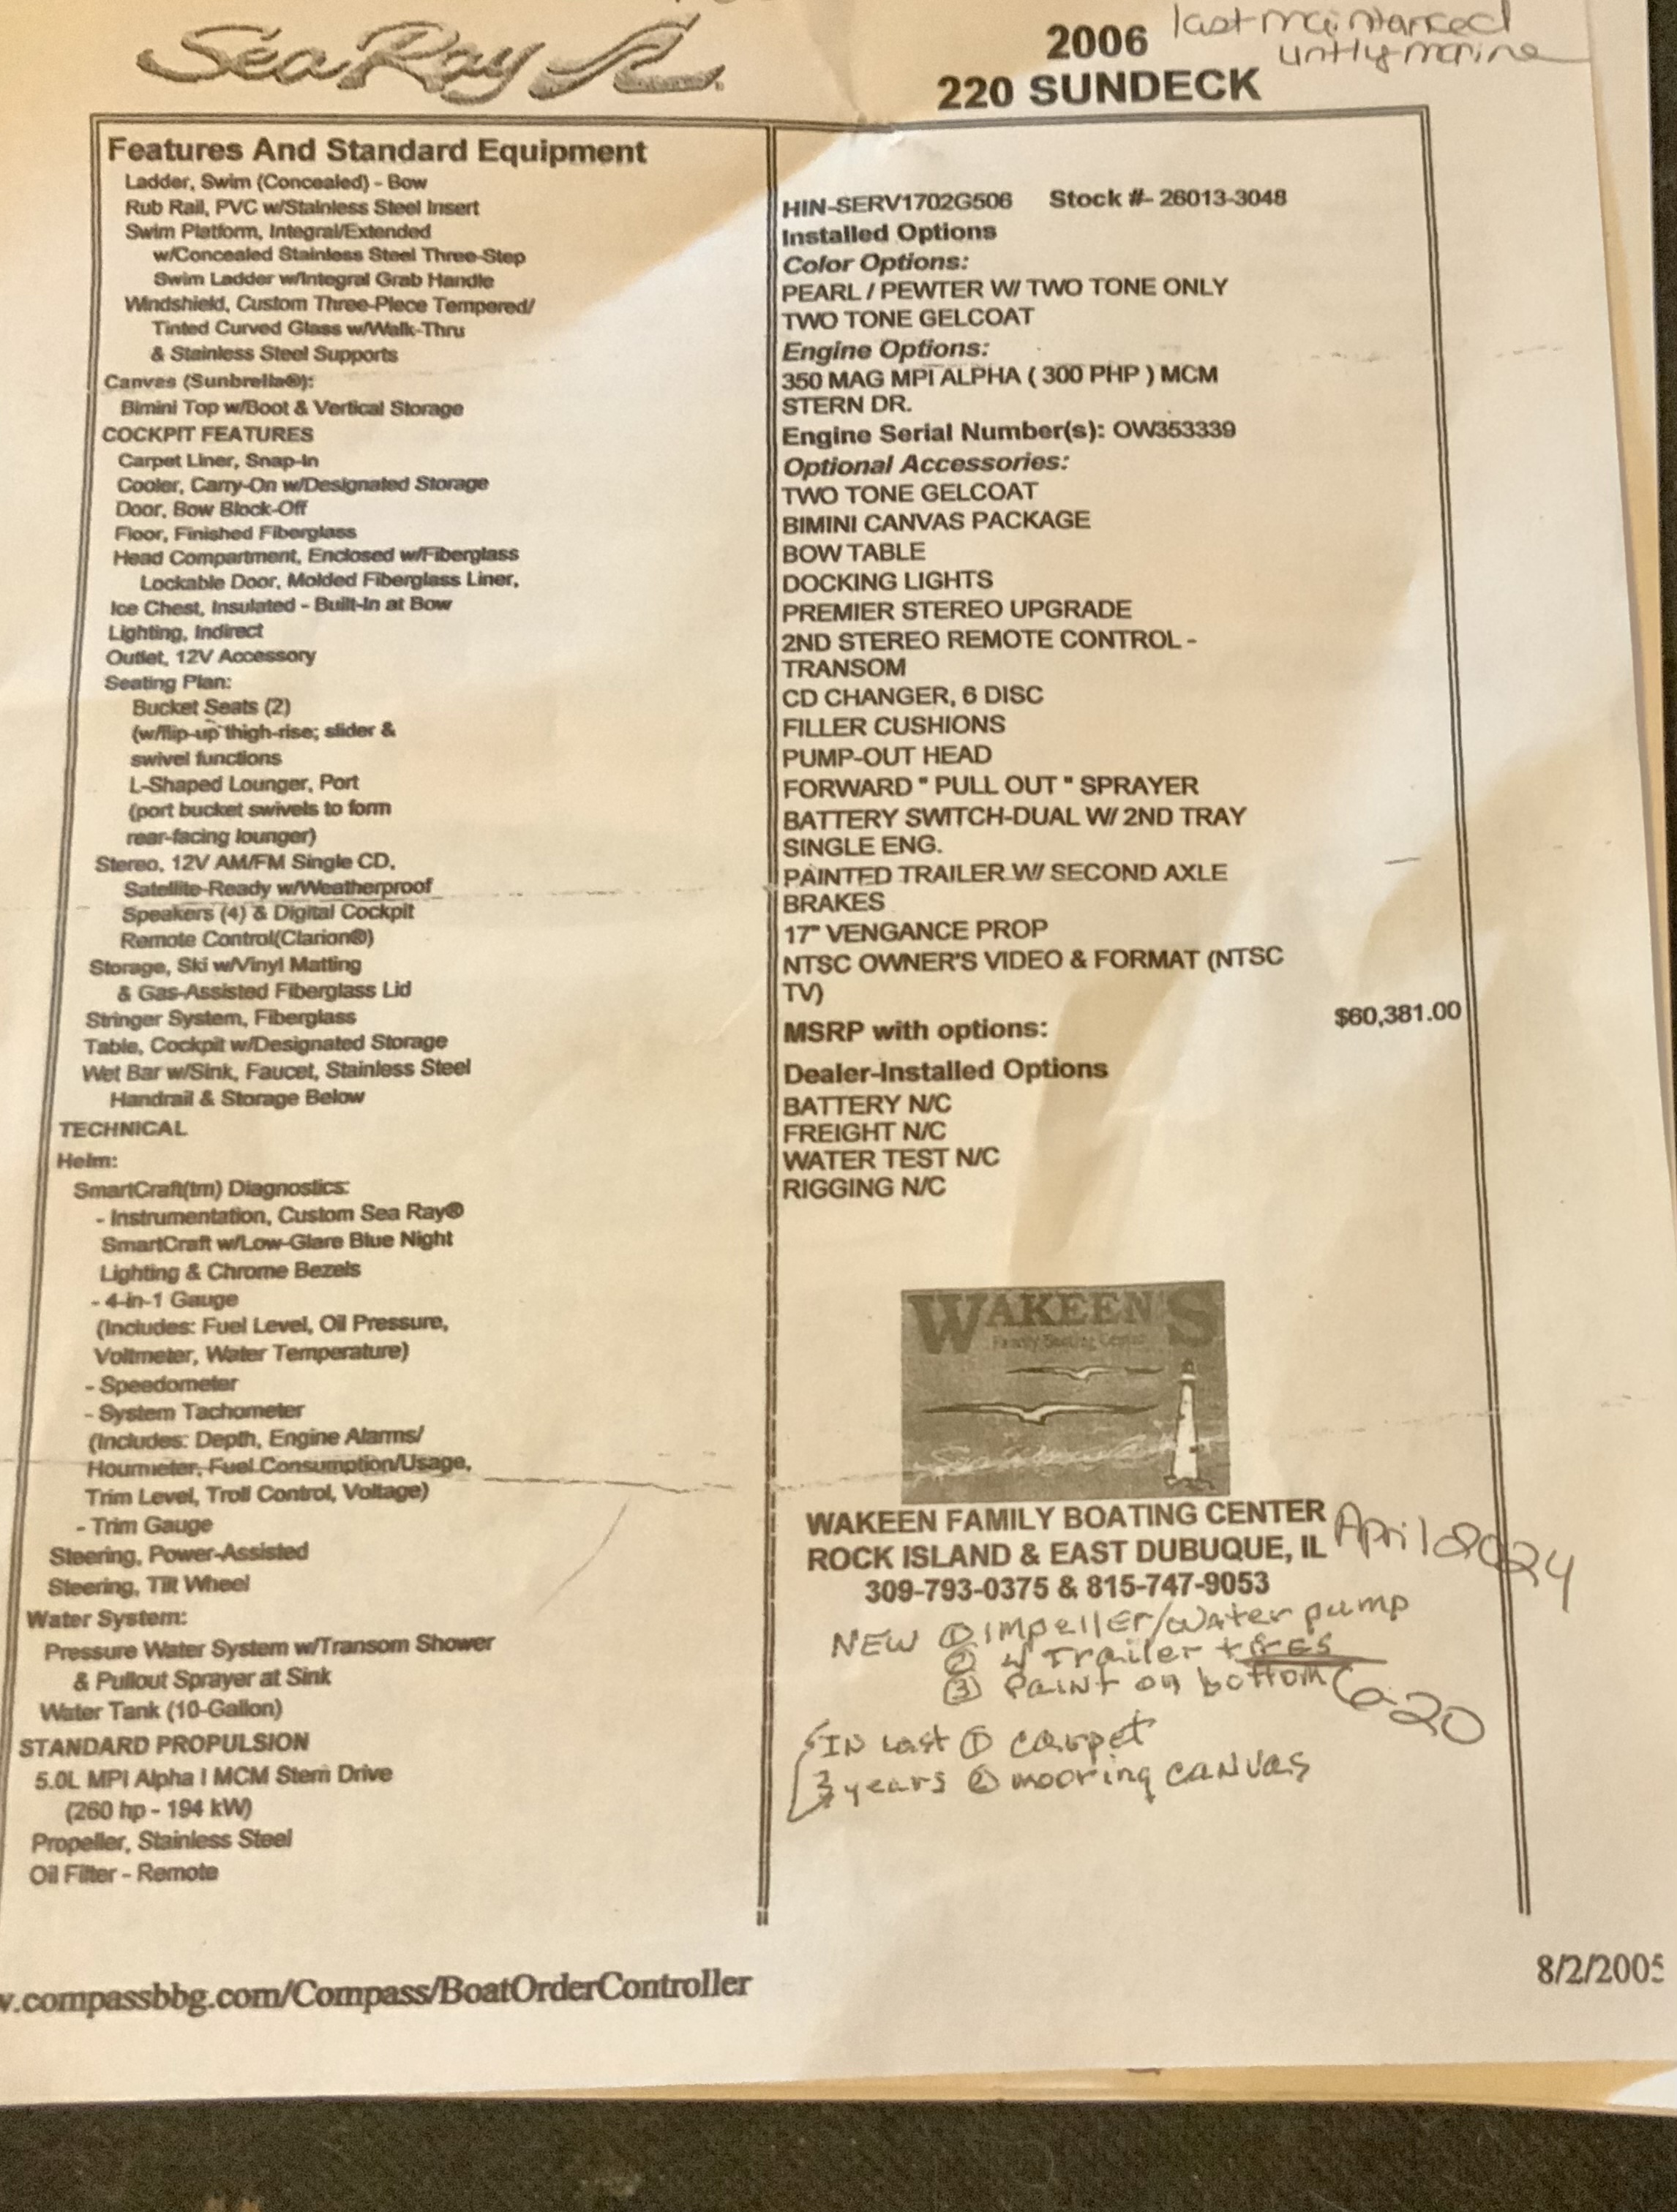 Sea Ray
2006
220 SUNDECK
last maintanced
Features And Standard Equipment
Ladder, Swim (Concealed) - Bow
Rub Rail, PVC w/Stainless Steel Insert
Swim Platform, Integral/Extended
w/Concealed Stainless Steel Three-Step
Swim Ladder w/Integral Grab Handle
Windshield, Custom Three-Piece Tempered/
Tinted Curved Glass w/Walk-Thru
& Stainless Steel Supports
Canvas (Sunbrella®):
Bimini Top w/Boot & Vertical Storage
COCKPIT FEATURES
Carpet Liner, Snap-In
Cooler, Carry-On w/Designated Storage
Door, Bow Block-Off
Floor, Finished Fiberglass
Head Compartment, Enclosed w/Fiberglass
Lockable Door, Molded Fiberglass Liner,
Ice Chest, Insulated - Built-In at Bow
Lighting, Indirect
Outlet, 12V Accessory
Seating Plan:
Bucket Seats (2)
(w/flip-up thigh-rise; slider &
swivel functions
L-Shaped Lounger, Port
(port bucket swivels to form
rear-facing lounger)
Stereo, 12V AM/FM Single CD,
Satellite-Ready w/Weatherproof
Speakers (4) & Digital Cockpit
Remote Control(Clarion®)
Storage, Ski w/Vinyl Matting
& Gas-Assisted Fiberglass Lid
Stringer System, Fiberglass
Table, Cockpit w/Designated Storage
Wet Bar w/Sink, Faucet, Stainless Steel
Handrail & Storage Below
TECHNICAL
Helm:
SmartCraft(tm) Diagnostics:
- Instrumentation, Custom Sea Ray®
SmartCraft w/Low-Glare Blue Night
Lighting & Chrome Bezels
- 4-in-1 Gauge
(Includes: Fuel Level, Oil Pressure,
Voltmeter, Water Temperature)
- Speedometer
- System Tachometer
(Includes: Depth, Engine Alarms/
Hourmeter, Fuel Consumption/Usage,
Trim Level, Troll Control, Voltage)
- Trim Gauge
Steering, Power-Assisted
Steering, Tilt Wheel
Water System:
Pressure Water System w/Transom Shower
& Pullout Sprayer at Sink
Water Tank (10-Gallon)
STANDARD PROPULSION
5.0L MPI Alpha I MCM Stern Drive
(260 hp - 194 kW)
Propeller, Stainless Steel
Oil Filter - Remote
HIN-SERV1702G506 Stock #- 26013-3048
Installed Options
Color Options:
PEARL / PEWTER W/ TWO TONE ONLY
TWO TONE GELCOAT
Engine Options:
350 MAG MPI ALPHA ( 300 PHP ) MCM
STERN DR.
Engine Serial Number(s): OW353339
Optional Accessories:
TWO TONE GELCOAT
BIMINI CANVAS PACKAGE
BOW TABLE
DOCKING LIGHTS
PREMIER STEREO UPGRADE
2ND STEREO REMOTE CONTROL -
TRANSOM
CD CHANGER, 6 DISC
FILLER CUSHIONS
PUMP-OUT HEAD
FORWARD " PULL OUT " SPRAYER
BATTERY SWITCH-DUAL W/ 2ND TRAY
SINGLE ENG.
PAINTED TRAILER W/ SECOND AXLE
BRAKES
17" VENGANCE PROP
NTSC OWNER'S VIDEO & FORMAT (NTSC
TV)
MSRP with options: $60,381.00
Dealer-Installed Options
BATTERY N/C
FREIGHT N/C
WATER TEST N/C
RIGGING N/C
WAKEEN'S
Family Boating Center
WAKEEN FAMILY BOATING CENTER
ROCK ISLAND & EAST DUBUQUE, IL
309-793-0375 & 815-747-9053
April 2024
NEW ① impeller/water pump
② 4 Trailer tires
③ Paint on bottom
IN Last ① carpet
3 years ② mooring canvas
w.compassbbg.com/Compass/BoatOrderController
8/2/2005